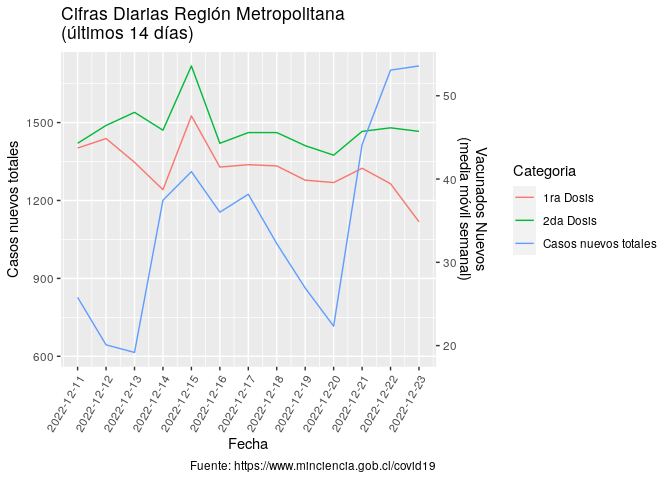 Cifras Diarias Región Metropolitana
(últimos 14 días)
Casos nuevos totales
1500
1200
900
600
50
40
30
20
Vacunados Nuevos
(media móvil semanal)
2022-12-11
2022-12-12
2022-12-13
2022-12-14
2022-12-15
2022-12-16
2022-12-17
2022-12-18
2022-12-19
2022-12-20
2022-12-21
2022-12-22
2022-12-23
Fecha
Categoria
1ra Dosis
2da Dosis
Casos nuevos totales
Fuente: https://www.minciencia.gob.cl/covid19